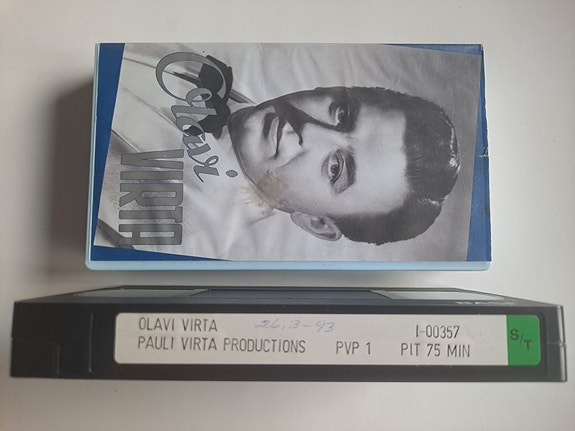 Olavi
VIRTA
OLAVI VIRTA 26.3-93 I-00357
PAULI VIRTA PRODUCTIONS PVP 1 PIT 75 MIN
S/T